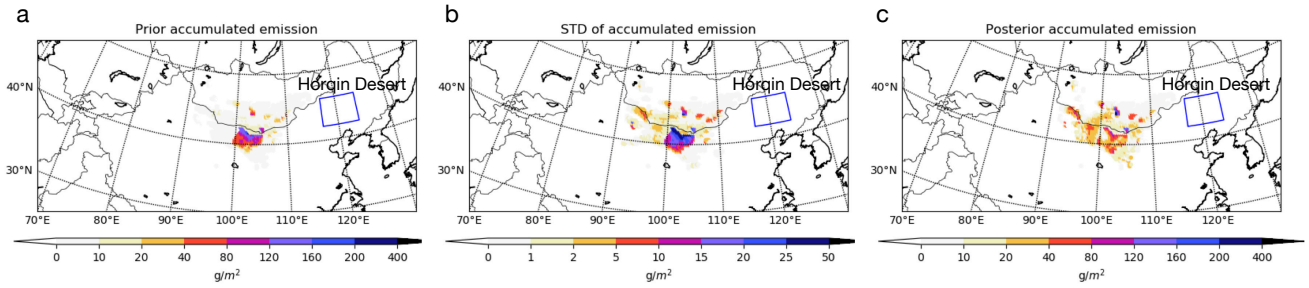 a
Prior accumulated emission
Horqin Desert
40°N
30°N
70°E 80°E 90°E 100°E 110°E 120°E
0 10 20 40 80 120 160 200 400
g/m²
b
STD of accumulated emission
Horqin Desert
40°N
30°N
70°E 80°E 90°E 100°E 110°E 120°E
0 1 2 5 10 15 20 25 50
g/m²
c
Posterior accumulated emission
Horqin Desert
40°N
30°N
70°E 80°E 90°E 100°E 110°E 120°E
0 10 20 40 80 120 160 200 400
g/m²